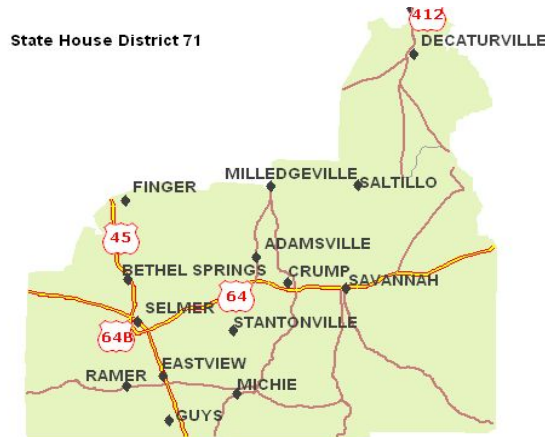 412
State House District 71
DECATURVILLE
MILLEDGEVILLE
SALTILLO
FINGER
45
ADAMSVILLE
BETHEL SPRINGS
CRUMP
SAVANNAH
64
SELMER
STANTONVILLE
64B
EASTVIEW
RAMER
MICHIE
GUYS